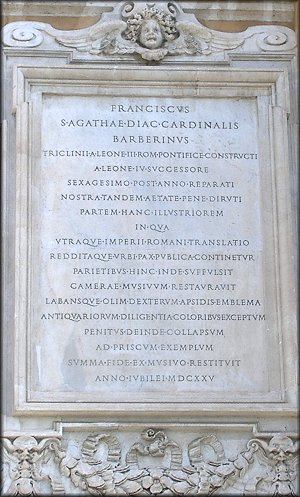 FRANCISCVS
S·AGATHAE·DIAC·CARDINALIS
BARBERINVS
TRICLINII·A·LEONE·III·ROM·PONTIFICE·CONSTRVCTI
A·LEONE·IV·SVCCESSORE
SEXAGESIMO·POST·ANNO·REPARATI
NOSTRA·TANDEM·AETATE·PENE·DIRVTI
PARTEM·HANC·ILLVSTRIOREM
IN·QVA
VTRAQVE·IMPERII·ROMANI·TRANSLATIO
REDDITAQVE·VRBI·PAX·PVBLICA·CONTINETVR
PARIETIBVS·HINC·INDE·SVFFVLSIT
CAMERAE·MVSIVVM·RESTAVRAVIT
LABANSQVE·OLIM·DEXTERVM·APSIDIS·EMBLEMA
ANTIQVARIORVM·DILIGENTIA·COLORIBVS·EXCEPTVM
PENITVS·DEINDE·COLLAPSVM
AD·PRISCVM·EXEMPLVM
SVMMA·FIDE·EX·MVSIVO·RESTITVIT
ANNO·IVBILEI·MDCXXV